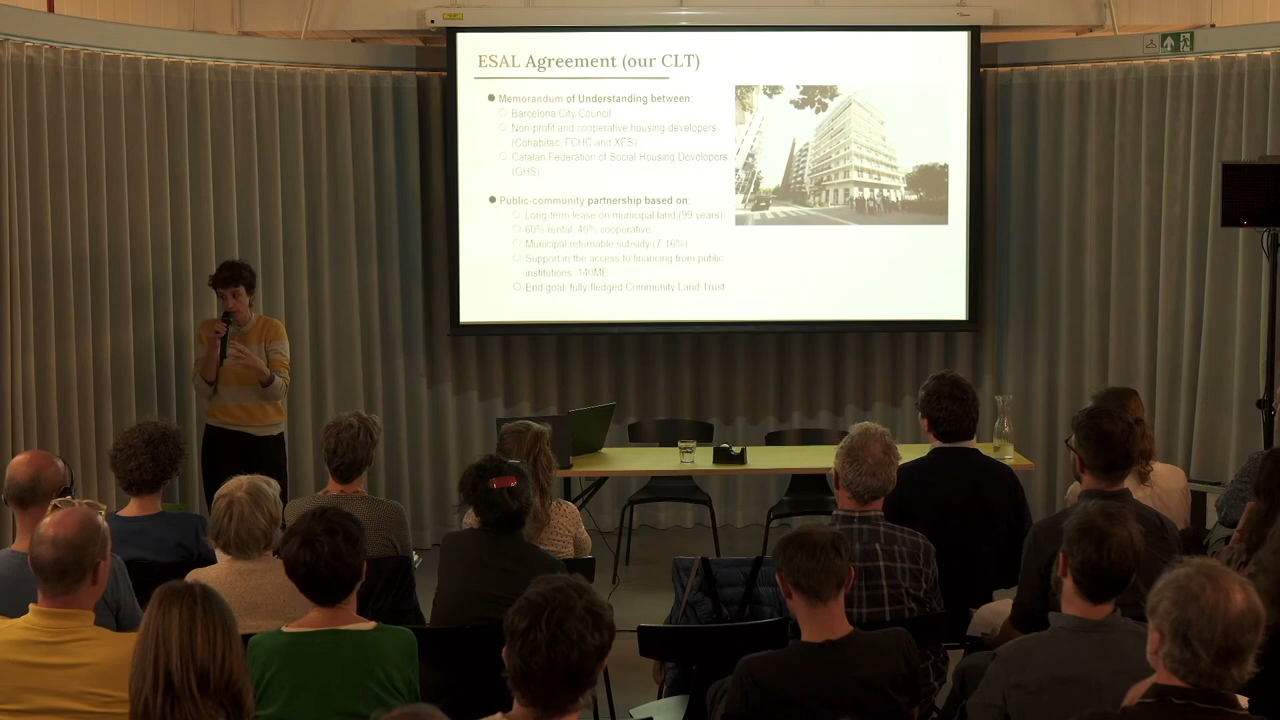 ESAL Agreement (our CLT)
● Memorandum of Understanding between:
○ Barcelona City Council
○ Non-profit and cooperative housing developers
(Cohabitac, FCHC and XES)
○ Catalan Federation of Social Housing Developers
(GHS)
● Public-community partnership based on:
○ Long-term lease on municipal land (99 years)
○ 60% rental, 40% cooperative
○ Municipal returnable subsidy (7-16%)
○ Support in the access to financing from public
institutions: 140ME
○ End goal: fully fledged Community Land Trust